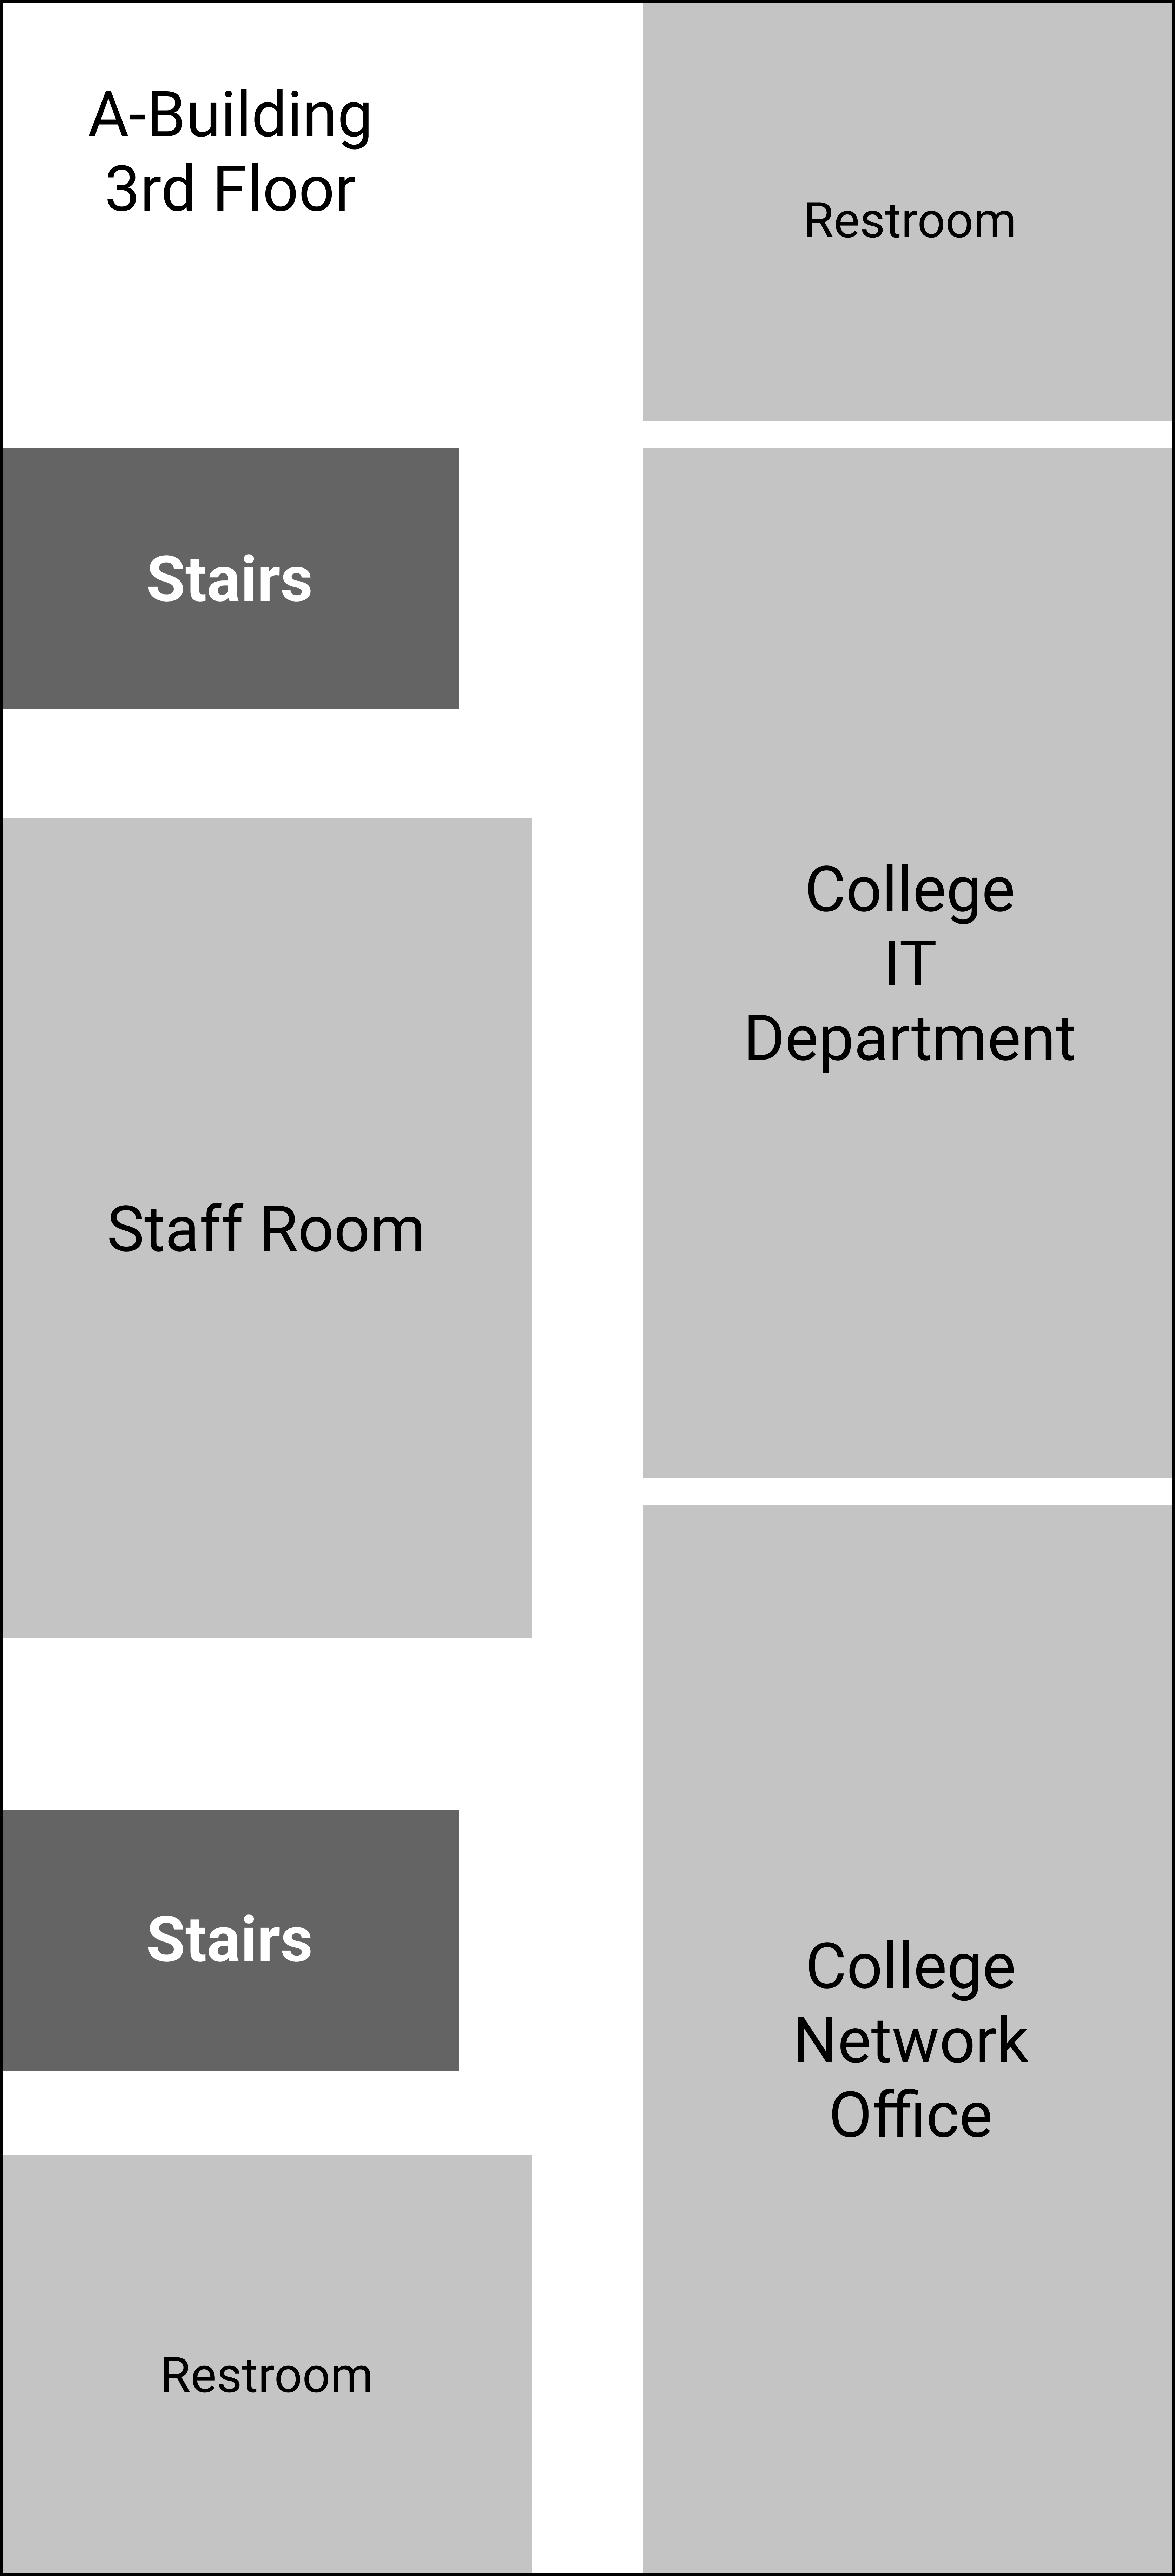 A-Building
3rd Floor
Restroom
Stairs
College
IT
Department
Staff Room
Stairs
College
Network
Office
Restroom